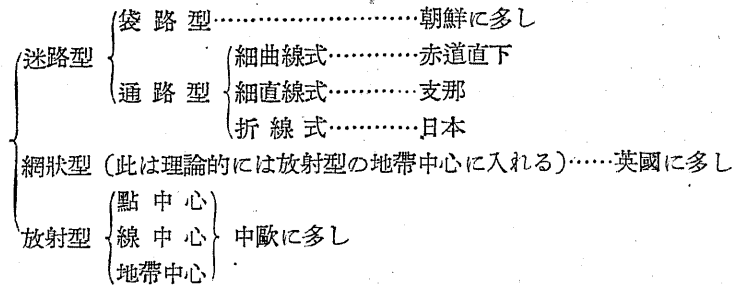 袋路型…………………………朝鮮に多し
迷路型
細曲線式…………赤道直下
通路型 細直線式…………支那
折線式…………日本
網狀型（此は理論的には放射型の地帶中心に入れる）……英國に多し
點中心
放射型 線中心 中歐に多し
地帶中心